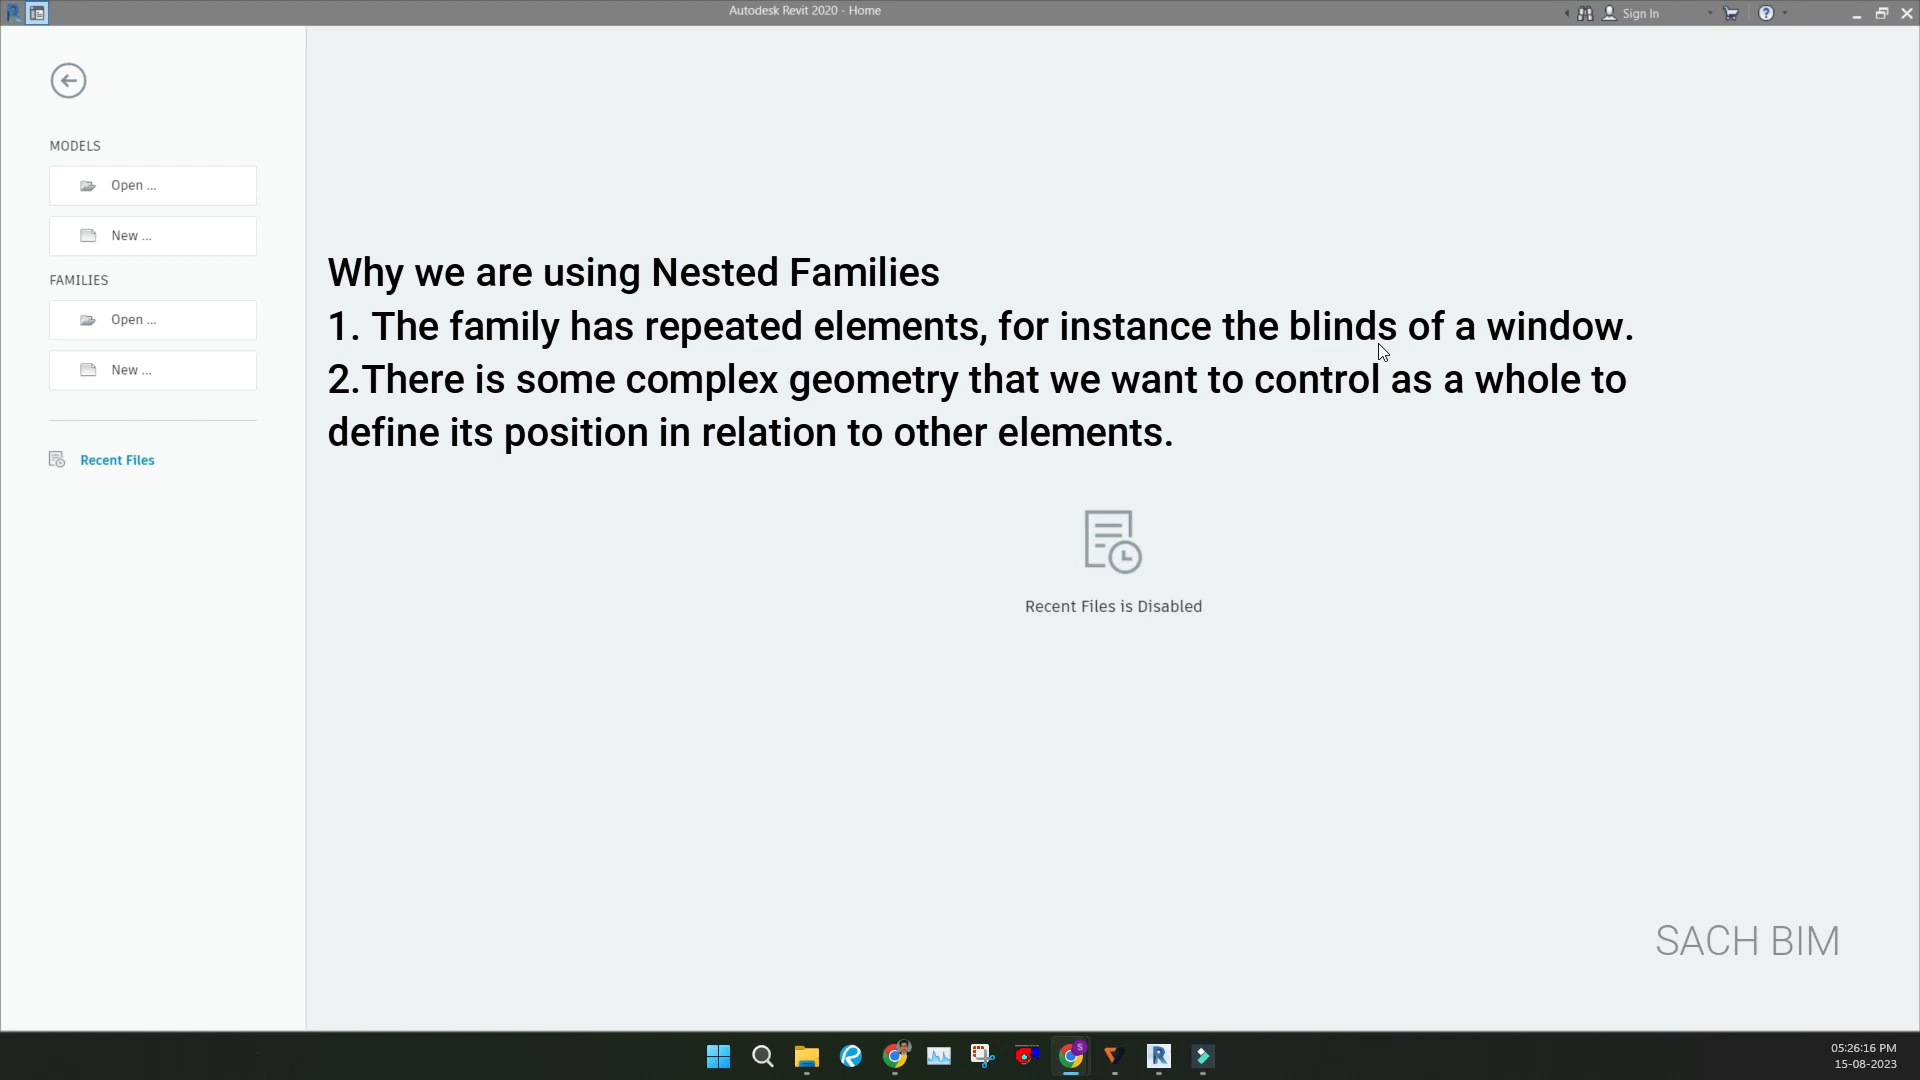 Autodesk Revit 2020 - Home
Sign In
MODELS
Open ...
New ...
FAMILIES
Open ...
New ...
Recent Files
Why we are using Nested Families
1. The family has repeated elements, for instance the blinds of a window.
2.There is some complex geometry that we want to control as a whole to
define its position in relation to other elements.
Recent Files is Disabled
SACH BIM
05:26:16 PM
15-08-2023